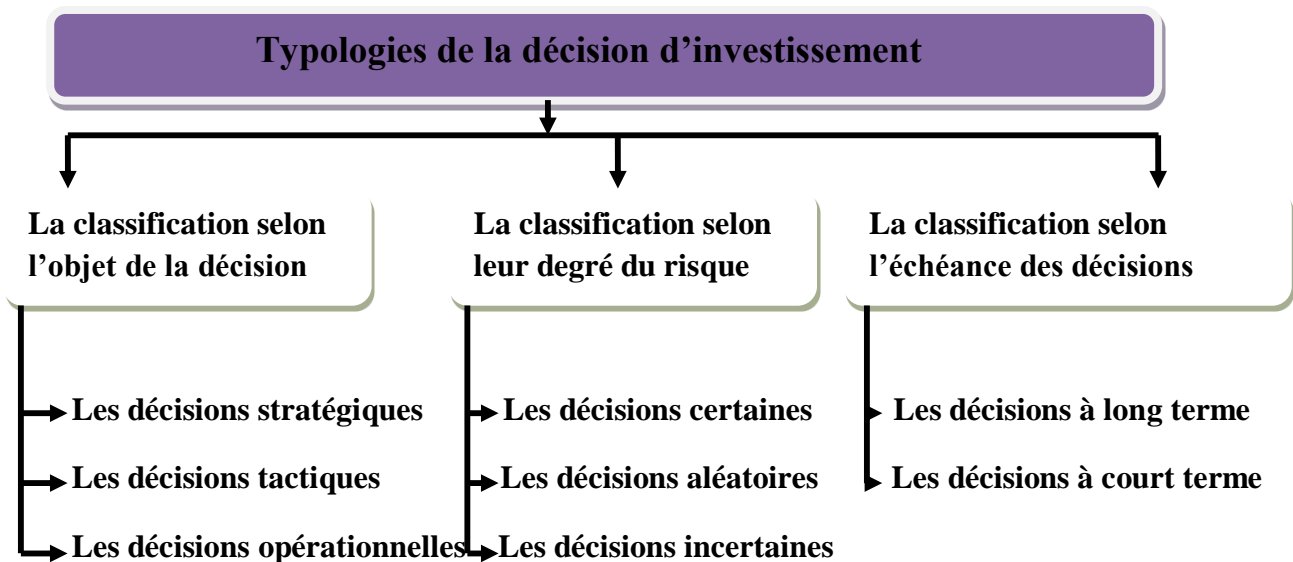 Typologies de la décision d’investissement
La classification selon
l’objet de la décision
La classification selon
leur degré du risque
La classification selon
l’échéance des décisions
Les décisions stratégiques
Les décisions tactiques
Les décisions opérationnelles
Les décisions certaines
Les décisions aléatoires
Les décisions incertaines
Les décisions à long terme
Les décisions à court terme